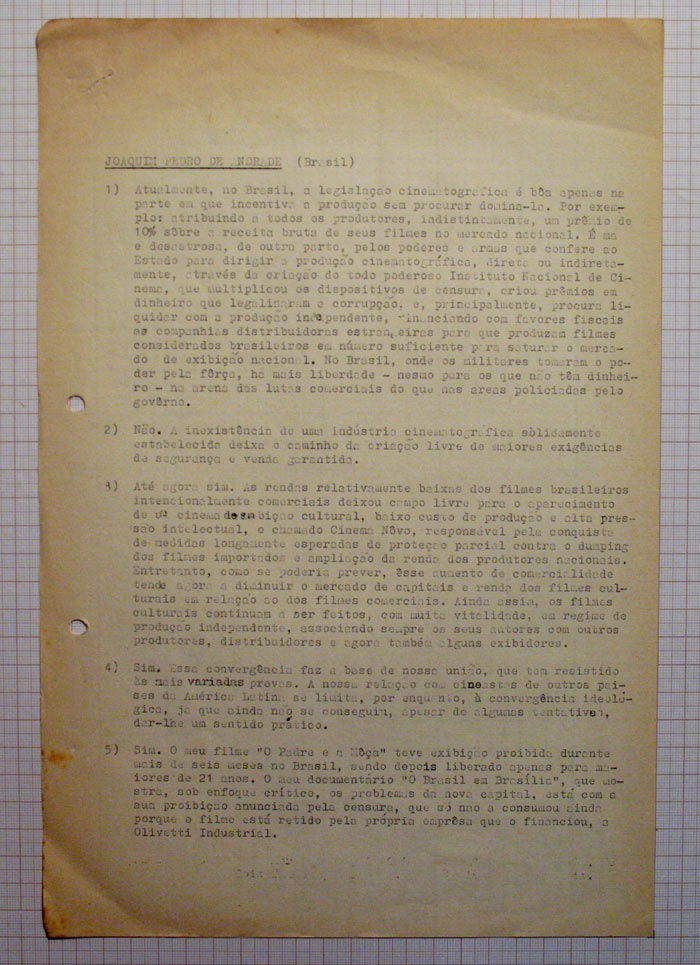 JOAQUIM PEDRO DE ANDRADE (Brasil)
1) Atualmente, no Brasil, a legislação cinematográfica é bôa apenas na
parte em que incentiva a produção sem procurar domina-la. Por exem-
plo: atribuindo a todos os produtores, indistintamente, um prêmio de
10% sôbre a receita bruta de seus filmes no mercado nacional. É ma
e desastrosa, de outra parte, pelos poderes e armas que confere ao
Estado para dirigir a produção cinematográfica, direta ou indireta-
mente, através da criação do todo poderoso Instituto Nacional de Ci-
nema, que multiplicou os dispositivos de censura, criou prêmios em
dinheiro que legalizaram a corrupção, e, principalmente, procura li-
quidar com a produção independente, financiando com favores fiscais
as companhias distribuidoras estrangeiras para que produzam filmes
considerados brasileiros em número suficiente para saturar o merca-
do de exibição nacional. No Brasil, onde os militares tomaram o po-
der pela fôrça, ha mais liberdade - mesmo para os que não têm dinhei-
ro - na arena das lutas comerciais do que nas areas policiadas pelo
govêrno.
2) Não. A inexistência de uma indústria cinematográfica sòlidamente
estabelecida deixa o caminho da criação livre de maiores exigências
de segurança e venda garantida.
3) Até agora sim. As rendas relativamente baixas dos filmes brasileiros
intencionalmente comerciais deixou campo livre para o aparecimento
de um cinema de ambição cultural, baixo custo de produção e alta pres-
são intelectual, o chamado Cinema Nôvo, responsável pela conquista
de medidas longamente esperadas de proteção parcial contra o dumping
dos filmes importados e ampliação da renda dos produtores nacionais.
Entretanto, como se poderia prever, êsse aumento de comercialidade
tende agora a diminuir o mercado de capitais e renda dos filmes cul-
turais em relação ao dos filmes comerciais. Ainda assim, os filmes
culturais continuam a ser feitos, com muita vitalidade, em regime de
produção independente, associando sempre os seus autores com outros
produtores, distribuidores e agora também alguns exibidores.
4) Sim. Essa convergência faz a base de nossa união, que tem resistido
às mais variadas provas. A nossa relação com cineastas de outros pai-
ses da América Latina se limita, por enquanto, à convergência ideoló-
gica, ja que ainda não se conseguiu, apesar de algumas tentativas,
dar-lhe um sentido prático.
5) Sim. O meu filme "O Padre e a Môça" teve exibição proibida durante
mais de seis meses no Brasil, sendo depois liberado apenas para ma-
iores de 21 anos. O meu documentário "O Brasil em Brasília", que mo-
stra, sob enfoque crítico, os problemas da nova capital, está com a
sua proibição anunciada pela censura, que só não a consumou ainda
porque o filme está retido pela própria emprêsa que o financiou, a
Olivetti Industrial.